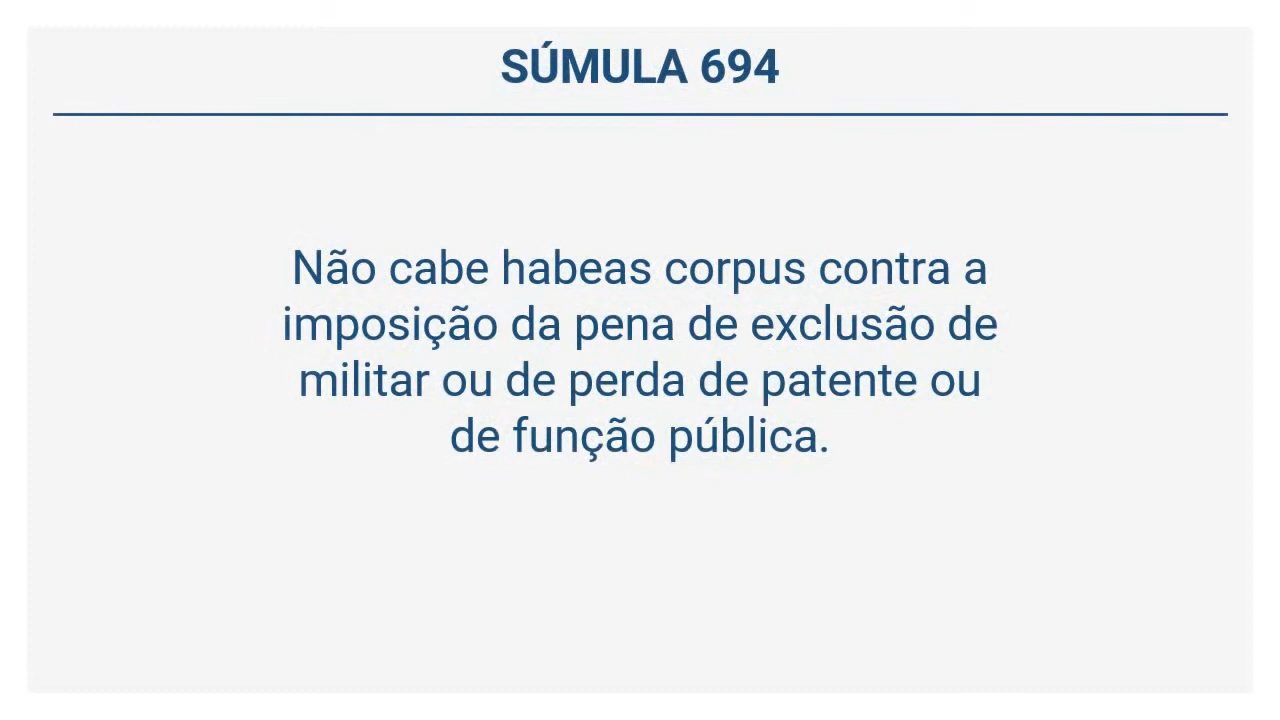 SÚMULA 694
Não cabe habeas corpus contra a
imposição da pena de exclusão de
militar ou de perda de patente ou
de função pública.